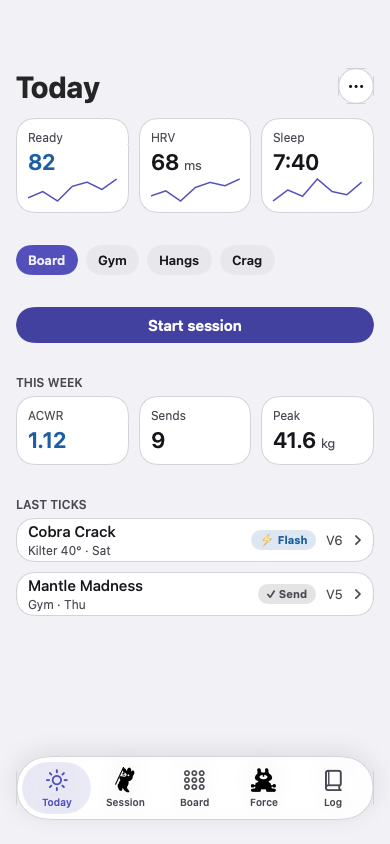 Today
Ready
82
HRV
68 ms
Sleep
7:40
Board
Gym
Hangs
Crag
Start session
THIS WEEK
ACWR
1.12
Sends
9
Peak
41.6 kg
LAST TICKS
Cobra Crack
Kilter 40° · Sat
⚡ Flash
V6
Mantle Madness
Gym · Thu
✓ Send
V5
Today
Session
Board
Force
Log